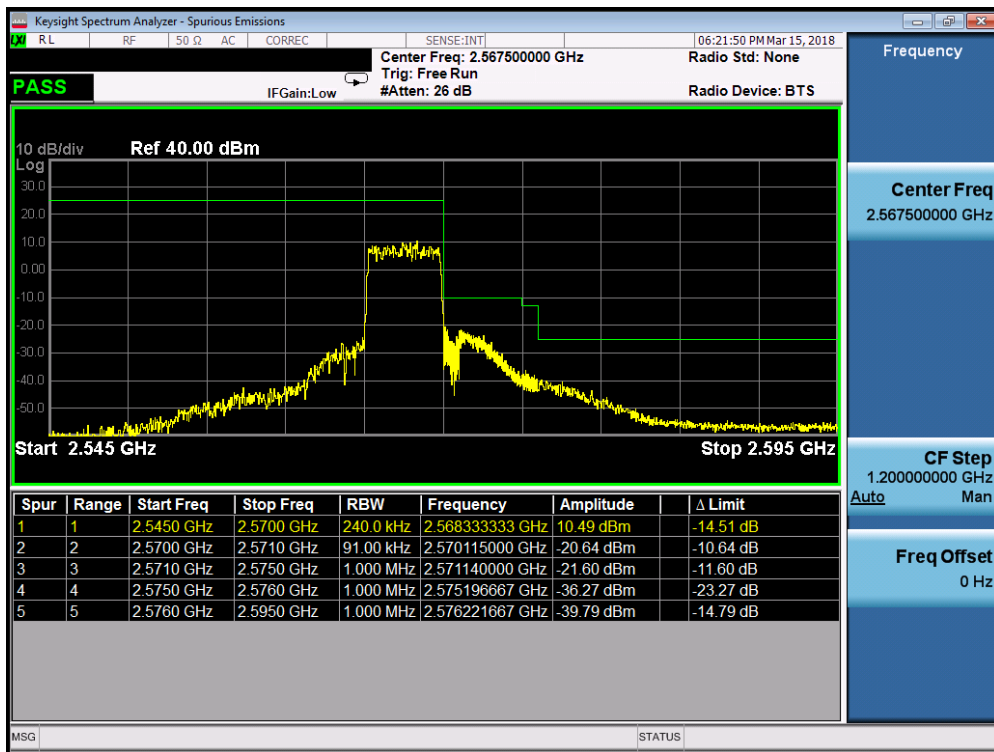 Keysight Spectrum Analyzer - Spurious Emissions
LXI RL RF 50 Ω AC CORREC SENSE:INT 06:21:50 PM Mar 15, 2018
Center Freq: 2.567500000 GHz Radio Std: None
Trig: Free Run
PASS IFGain:Low #Atten: 26 dB Radio Device: BTS
10 dB/div Ref 40.00 dBm
Log
30.0
20.0
10.0
0.00
-10.0
-20.0
-30.0
-40.0
-50.0
Start 2.545 GHz Stop 2.595 GHz
Spur Range Start Freq Stop Freq RBW Frequency Amplitude Δ Limit
1 1 2.5450 GHz 2.5700 GHz 240.0 kHz 2.568333333 GHz 10.49 dBm -14.51 dB
2 2 2.5700 GHz 2.5710 GHz 91.00 kHz 2.570115000 GHz -20.64 dBm -10.64 dB
3 3 2.5710 GHz 2.5750 GHz 1.000 MHz 2.571140000 GHz -21.60 dBm -11.60 dB
4 4 2.5750 GHz 2.5760 GHz 1.000 MHz 2.575196667 GHz -36.27 dBm -23.27 dB
5 5 2.5760 GHz 2.5950 GHz 1.000 MHz 2.576221667 GHz -39.79 dBm -14.79 dB
MSG STATUS
Frequency
Center Freq
2.567500000 GHz
CF Step
1.200000000 GHz
Auto Man
Freq Offset
0 Hz